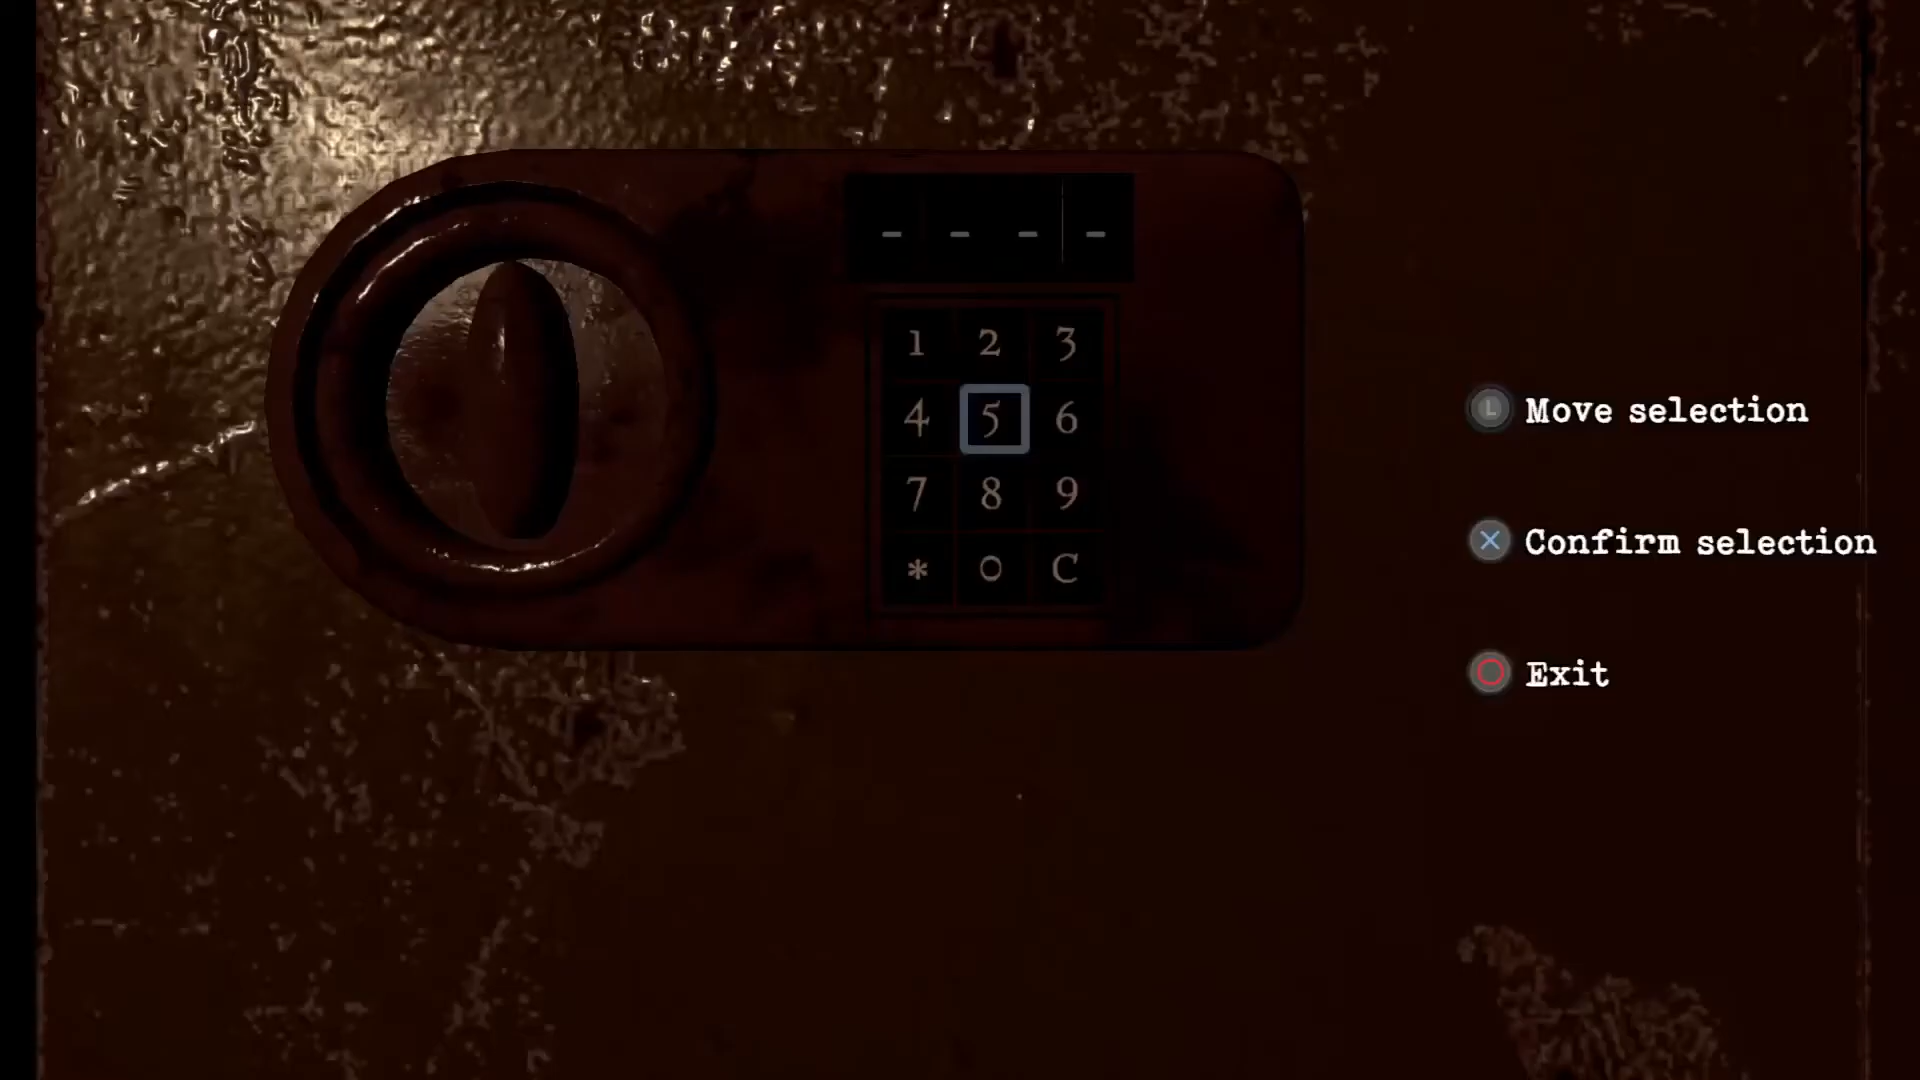 - - - -
1 2 3
4 5 6
7 8 9
* 0 C
L Move selection
Confirm selection
Exit